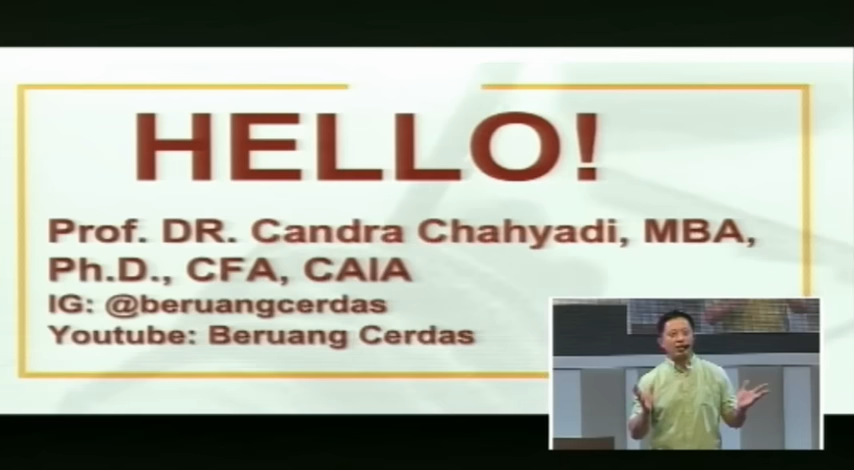 HELLO!
Prof. DR. Candra Chahyadi, MBA,
Ph.D., CFA, CAIA
IG: @beruangcerdas
Youtube: Beruang Cerdas